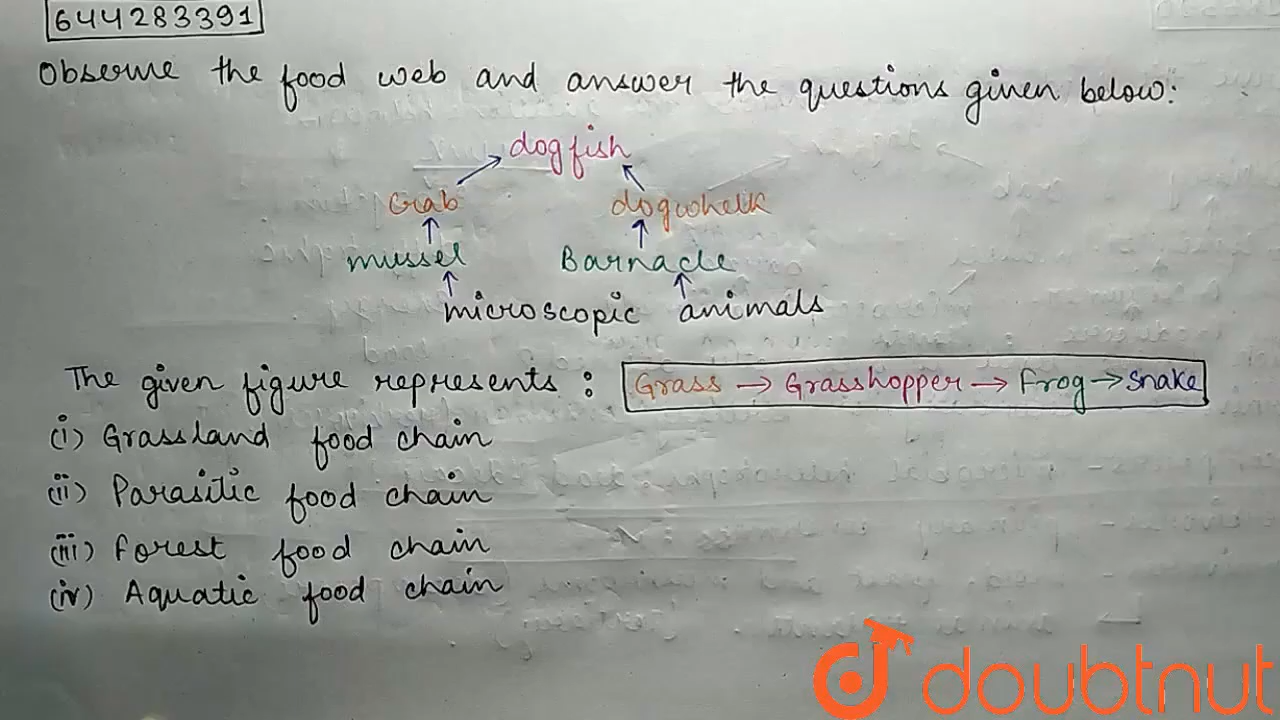 644283391
Observe the food web and answer the questions given below:
dogfish
Crab dogwhelk
mussel Barnacle
microscopic animals
The given figure represents : Grass → Grasshopper → Frog → Snake
(i) Grassland food chain
(ii) Parasitic food chain
(iii) Forest food chain
(iv) Aquatic food chain
doubtnut